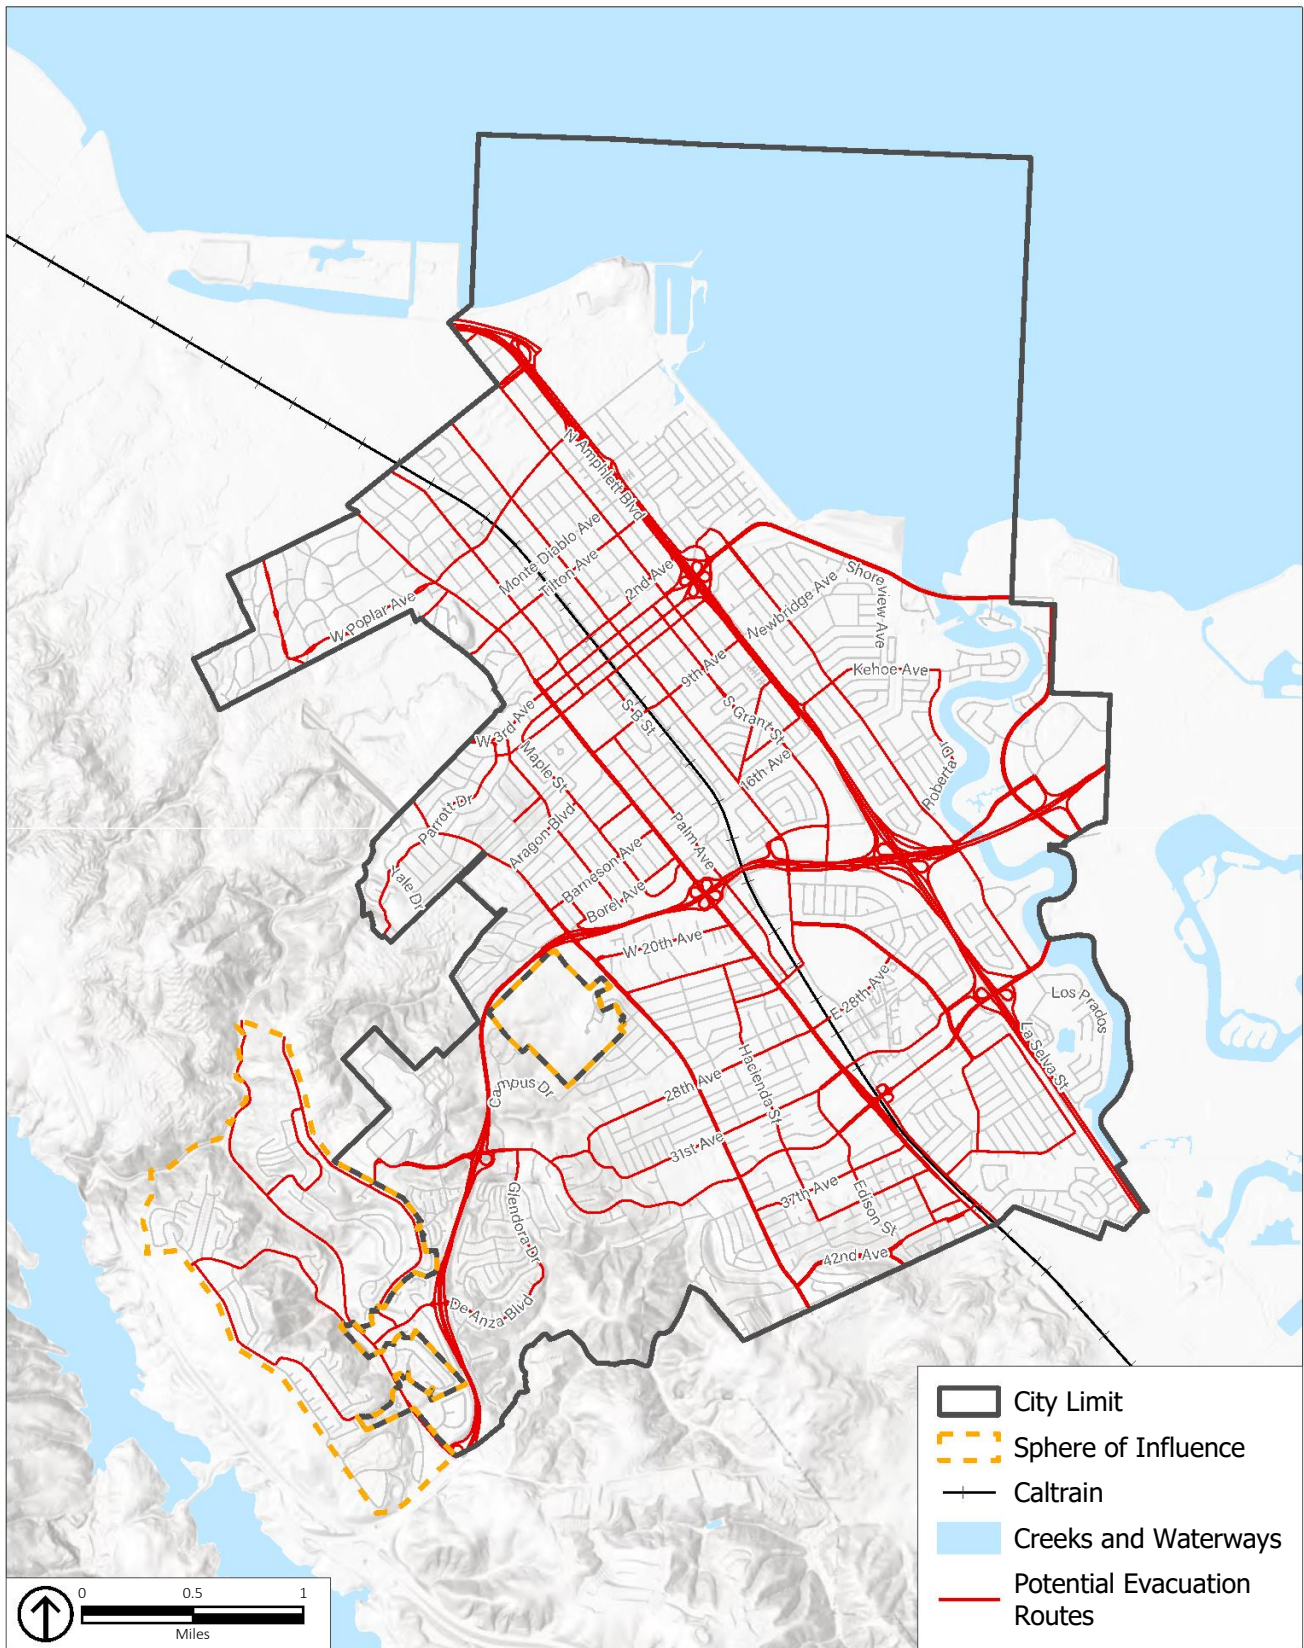 N Amphlett Blvd
Monte Diablo Ave
Tilton Ave
2nd Ave
Shoreview Ave
Newbridge Ave
W Poplar Ave
9th Ave
Kehoe Ave
S B St
S Grant St
W 3rd Ave
Maple St
16th Ave
Roberta Dr
Parrott Dr
Aragon Blvd
Palm Ave
Yale Dr
Barneson Ave
Borel Ave
W 20th Ave
E 28th Ave
Los Prados
La Selva St
Campus Dr
28th Ave
Hacienda St
31st Ave
37th Ave
Edison St
Glendora Dr
42nd Ave
De Anza Blvd
City Limit
Sphere of Influence
Caltrain
Creeks and Waterways
Potential Evacuation
Routes
0 0.5 1
Miles